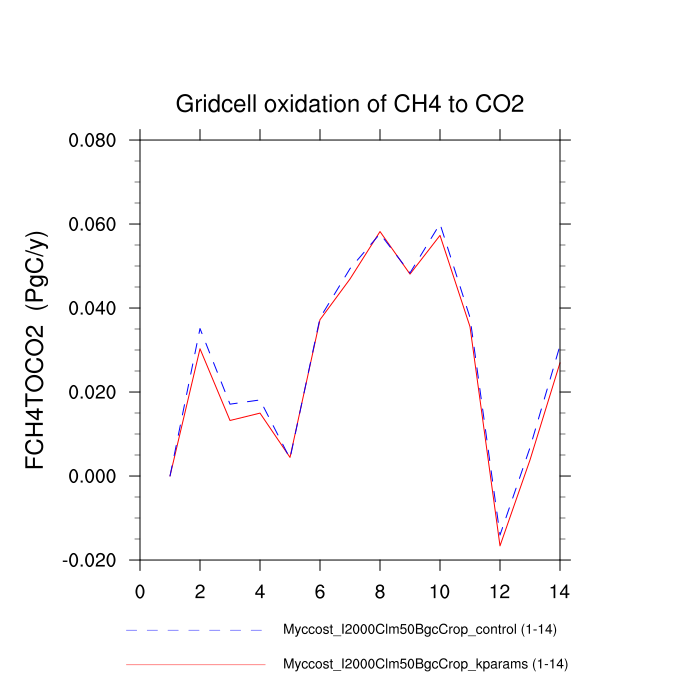 Gridcell oxidation of CH4 to CO2
FCH4TOCO2 (PgC/y)
0.080
0.060
0.040
0.020
0.000
-0.020
0 2 4 6 8 10 12 14
Myccost_I2000Clm50BgcCrop_control (1-14)
Myccost_I2000Clm50BgcCrop_kparams (1-14)